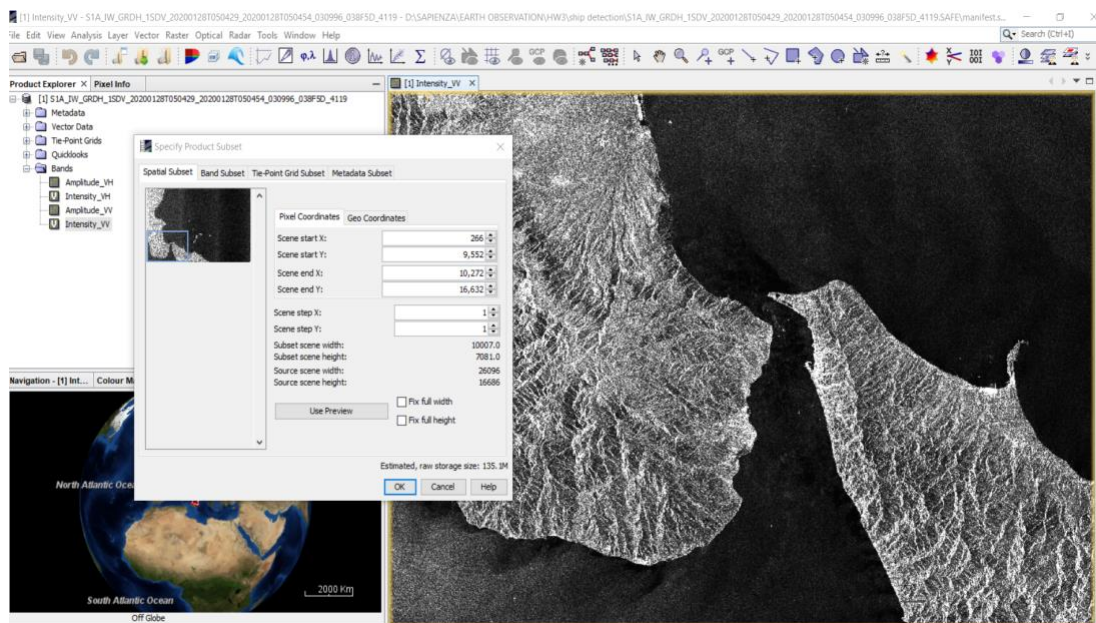 [1] Intensity_VV - S1A_IW_GRDH_1SDV_20200128T050429_20200128T050454_030996_038F5D_4119 - D:\SAPIENZA\EARTH OBSERVATION\HW3\ship detection\S1A_IW_GRDH_1SDV_20200128T050429_20200128T050454_030996_038F5D_4119.SAFE\manifest.s...
File Edit View Analysis Layer Vector Raster Optical Radar Tools Window Help
Search (Ctrl+I)
Product Explorer Pixel Info
[1] Intensity_VV
[1] S1A_IW_GRDH_1SDV_20200128T050429_20200128T050454_030996_038F5D_4119
Metadata
Vector Data
Tie-Point Grids
Quicklooks
Bands
Amplitude_VH
Intensity_VH
Amplitude_VV
Intensity_VV
Specify Product Subset
Spatial Subset Band Subset Tie-Point Grid Subset Metadata Subset
Pixel Coordinates Geo Coordinates
Scene start X: 266
Scene start Y: 9,552
Scene end X: 10,272
Scene end Y: 16,632
Scene step X: 1
Scene step Y: 1
Subset scene width: 10007.0
Subset scene height: 7081.0
Source scene width: 26096
Source scene height: 16686
Use Preview
Fix full width
Fix full height
Estimated, raw storage size: 135.1M
OK Cancel Help
Navigation - [1] Int... Colour M
North Atlantic Ocea
South Atlantic Ocean
2000 Km
Off Globe